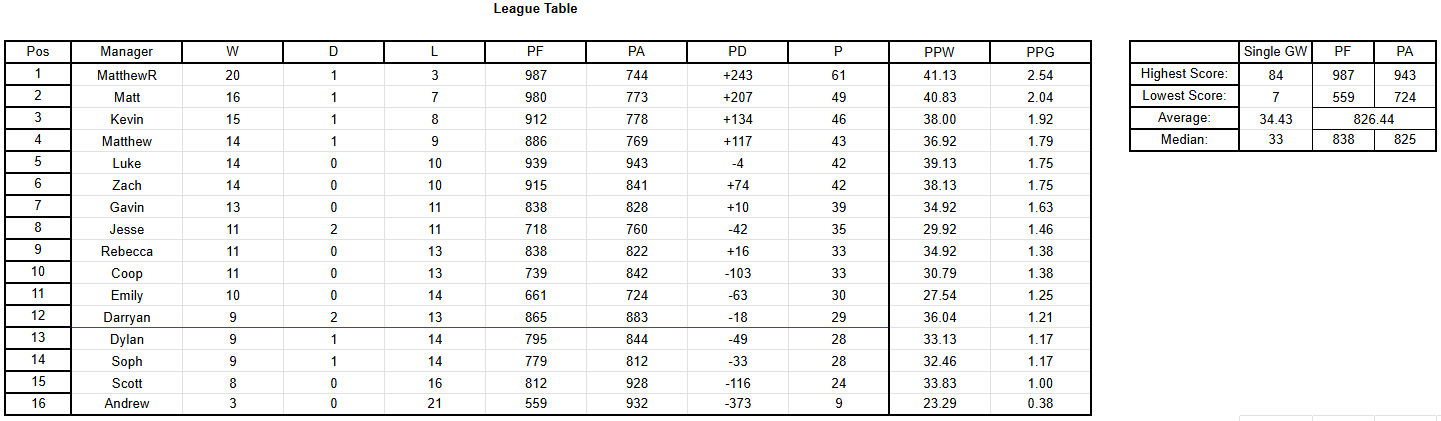 League Table
Pos Manager W D L PF PA PD P PPW PPG
1 MatthewR 20 1 3 987 744 +243 61 41.13 2.54
2 Matt 16 1 7 980 773 +207 49 40.83 2.04
3 Kevin 15 1 8 912 778 +134 46 38.00 1.92
4 Matthew 14 1 9 886 769 +117 43 36.92 1.79
5 Luke 14 0 10 939 943 -4 42 39.13 1.75
6 Zach 14 0 10 915 841 +74 42 38.13 1.75
7 Gavin 13 0 11 838 828 +10 39 34.92 1.63
8 Jesse 11 2 11 718 760 -42 35 29.92 1.46
9 Rebecca 11 0 13 838 822 +16 33 34.92 1.38
10 Coop 11 0 13 739 842 -103 33 30.79 1.38
11 Emily 10 0 14 661 724 -63 30 27.54 1.25
12 Darryan 9 2 13 865 883 -18 29 36.04 1.21
13 Dylan 9 1 14 795 844 -49 28 33.13 1.17
14 Soph 9 1 14 779 812 -33 28 32.46 1.17
15 Scott 8 0 16 812 928 -116 24 33.83 1.00
16 Andrew 3 0 21 559 932 -373 9 23.29 0.38
Single GW PF PA
Highest Score: 84 987 943
Lowest Score: 7 559 724
Average: 34.43 826.44
Median: 33 838 825